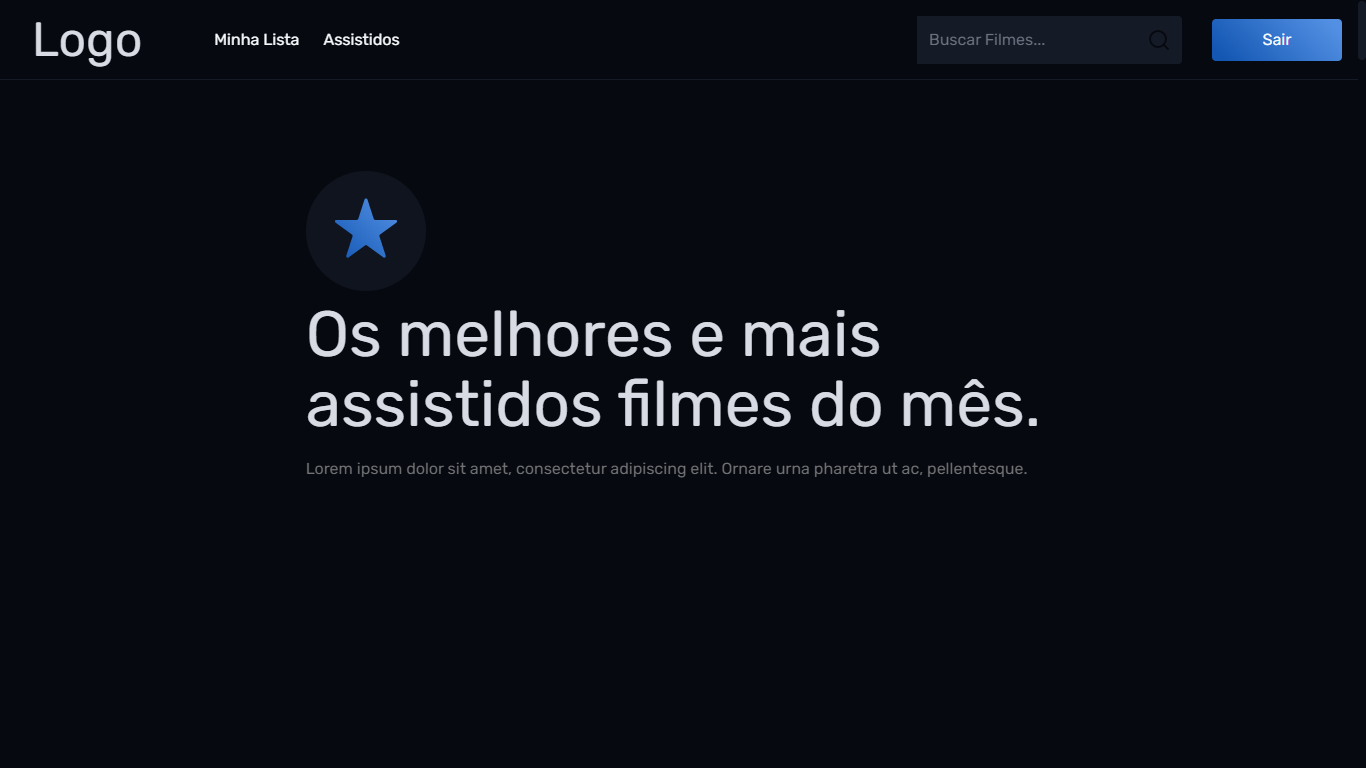 Logo
Minha Lista
Assistidos
Buscar Filmes...
Sair
Os melhores e mais
assistidos filmes do mês.
Lorem ipsum dolor sit amet, consectetur adipiscing elit. Ornare urna pharetra ut ac, pellentesque.